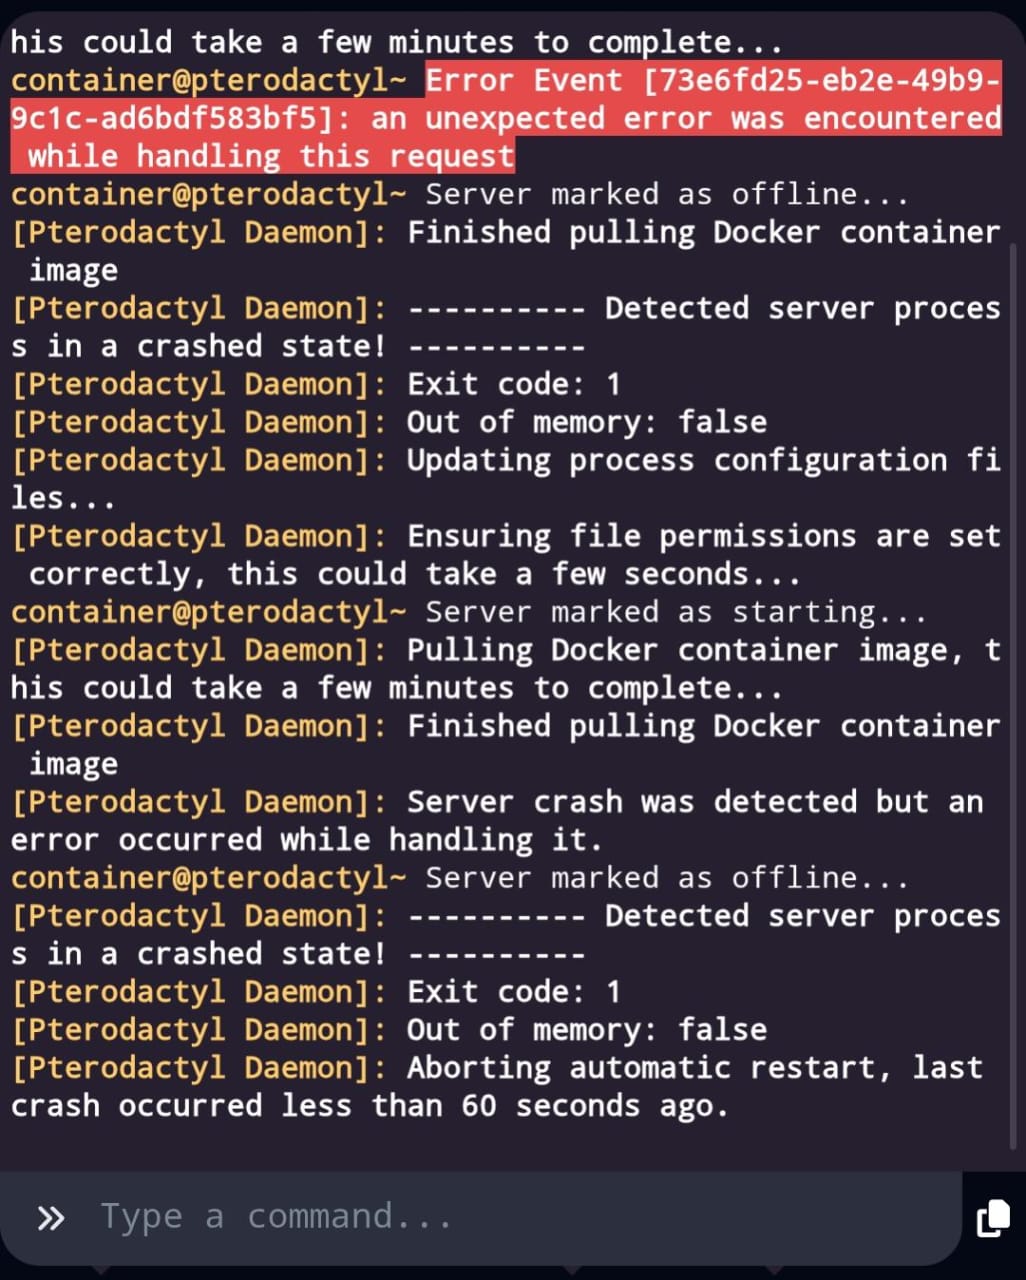 his could take a few minutes to complete...
container@pterodactyl~ Error Event [73e6fd25-eb2e-49b9-
9c1c-ad6bdf583bf5]: an unexpected error was encountered
 while handling this request
container@pterodactyl~ Server marked as offline...
[Pterodactyl Daemon]: Finished pulling Docker container
 image
[Pterodactyl Daemon]: ---------- Detected server proces
s in a crashed state! ----------
[Pterodactyl Daemon]: Exit code: 1
[Pterodactyl Daemon]: Out of memory: false
[Pterodactyl Daemon]: Updating process configuration fi
les...
[Pterodactyl Daemon]: Ensuring file permissions are set
 correctly, this could take a few seconds...
container@pterodactyl~ Server marked as starting...
[Pterodactyl Daemon]: Pulling Docker container image, t
his could take a few minutes to complete...
[Pterodactyl Daemon]: Finished pulling Docker container
 image
[Pterodactyl Daemon]: Server crash was detected but an
error occurred while handling it.
container@pterodactyl~ Server marked as offline...
[Pterodactyl Daemon]: ---------- Detected server proces
s in a crashed state! ----------
[Pterodactyl Daemon]: Exit code: 1
[Pterodactyl Daemon]: Out of memory: false
[Pterodactyl Daemon]: Aborting automatic restart, last
crash occurred less than 60 seconds ago.
Type a command...